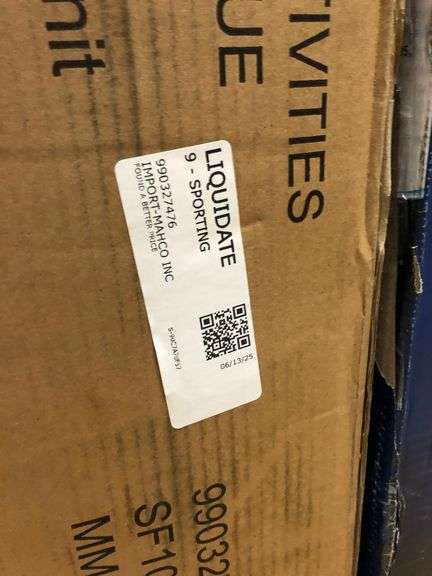 TIVITIES
UE
nit
LIQUIDATE
9 - SPORTING
990327476
IMPORT-MAHCO INC
FOUND A BETTER PRICE
06/13/25
99032
SF10
MM